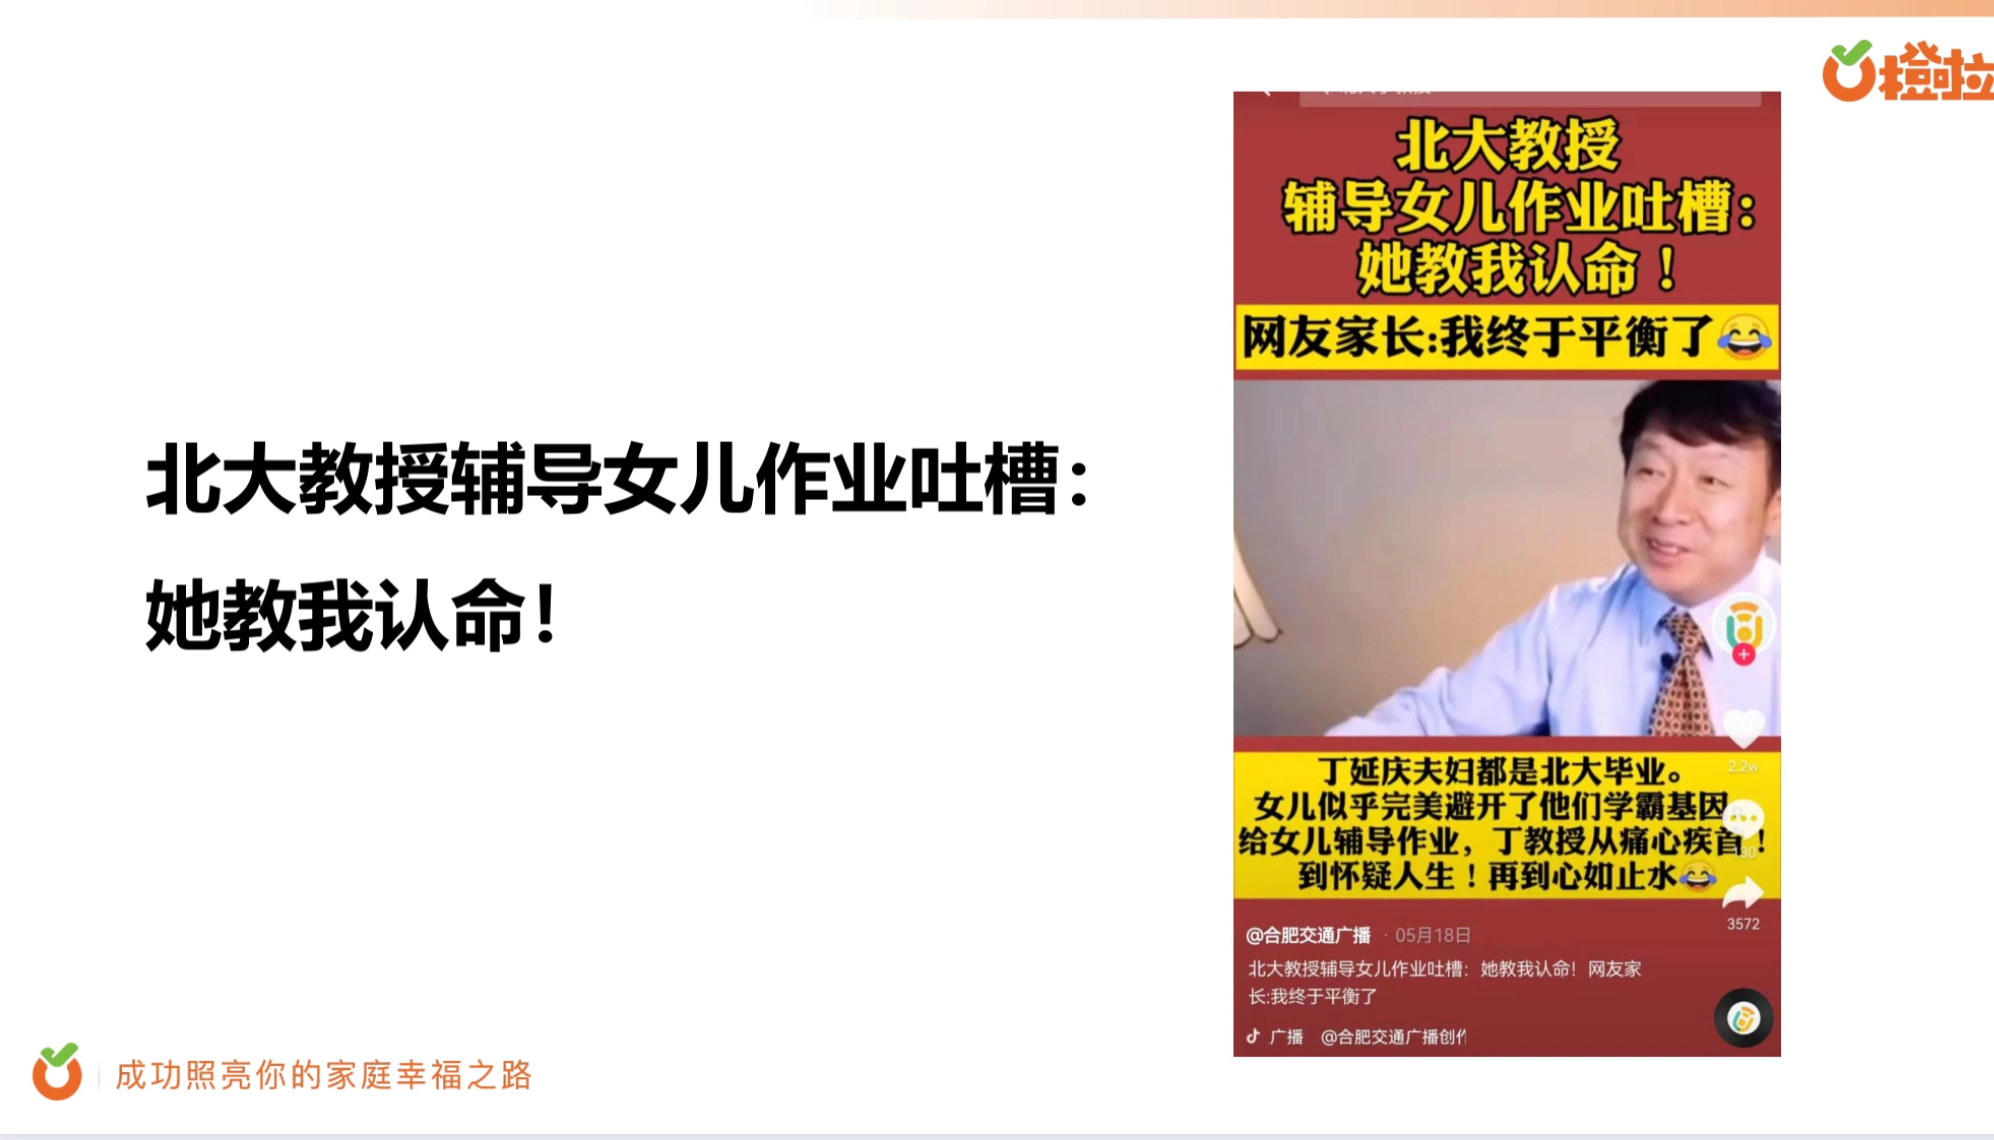 橙啦
北大教授辅导女儿作业吐槽：
她教我认命！
北大教授
辅导女儿作业吐槽：
她教我认命！
网友家长:我终于平衡了😂
丁延庆夫妇都是北大毕业。
女儿似乎完美避开了他们学霸基因
给女儿辅导作业，丁教授从痛心疾首！
到怀疑人生！再到心如止水😂
2.2w
3572
@合肥交通广播 · 05月18日
北大教授辅导女儿作业吐槽：她教我认命！网友家
长:我终于平衡了
广播 @合肥交通广播创作
成功照亮你的家庭幸福之路